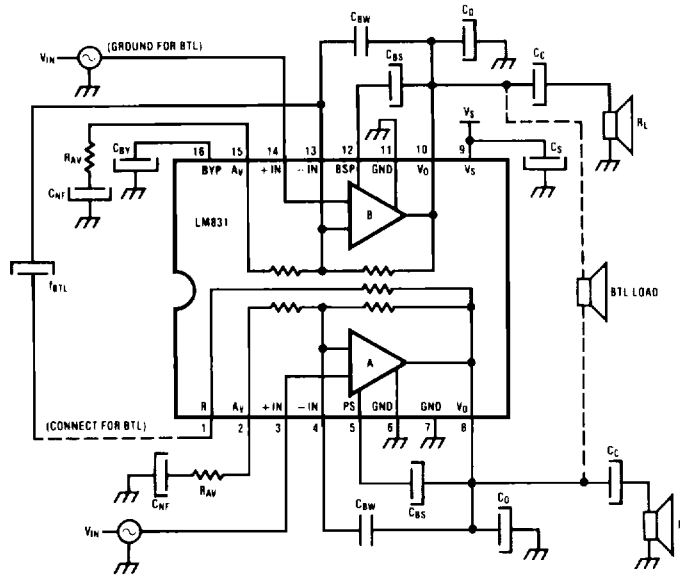 V_IN
(GROUND FOR BTL)
C_BW
C_O
C_BS
C_C
V_S
R_L
C_S
R_AV
C_BY
C_NF
16 15 14 13 12 11 10 9
BYP A_V + IN − IN BSP GND V_O V_S
LM831
B
f_BTL
BTL LOAD
A
R A_V + IN − IN PS GND GND V_O
(CONNECT FOR BTL)
1 2 3 4 5 6 7 8
C_NF
R_AV
C_BS
C_C
V_IN
C_BW
C_O